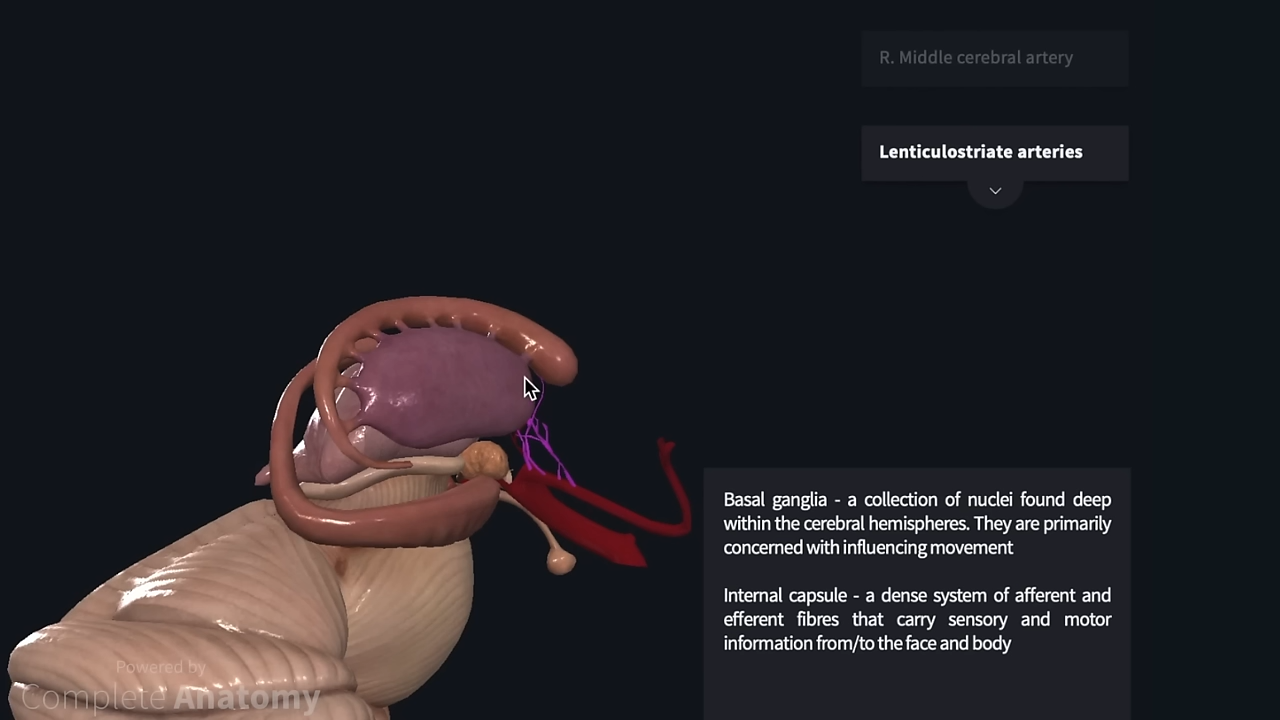 R. Middle cerebral artery
Lenticulostriate arteries
Basal ganglia - a collection of nuclei found deep
within the cerebral hemispheres. They are primarily
concerned with influencing movement
Internal capsule - a dense system of afferent and
efferent fibres that carry sensory and motor
information from/to the face and body
Powered by
Complete Anatomy